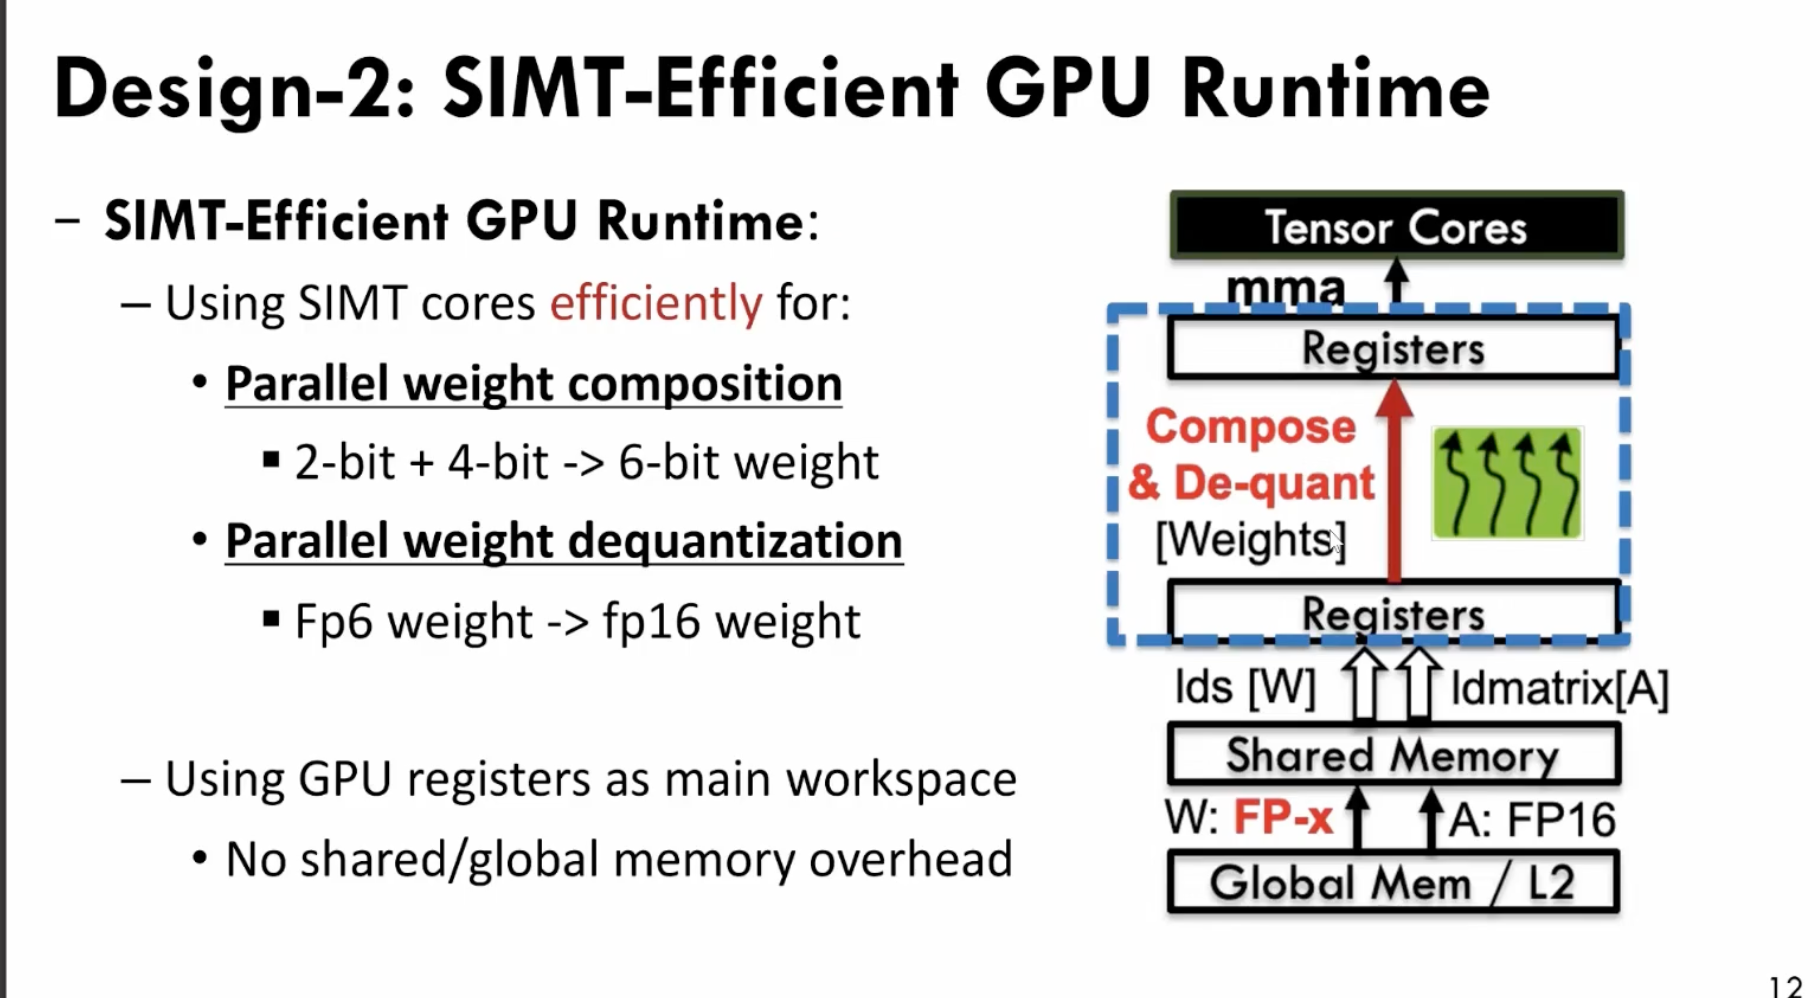 Design-2: SIMT-Efficient GPU Runtime
– SIMT-Efficient GPU Runtime:
– Using SIMT cores efficiently for:
• Parallel weight composition
▪ 2-bit + 4-bit -> 6-bit weight
• Parallel weight dequantization
▪ Fp6 weight -> fp16 weight
– Using GPU registers as main workspace
• No shared/global memory overhead
Tensor Cores
mma
Registers
Compose
& De-quant
[Weights]
Registers
lds [W]
ldmatrix[A]
Shared Memory
W: FP-x
A: FP16
Global Mem / L2
12